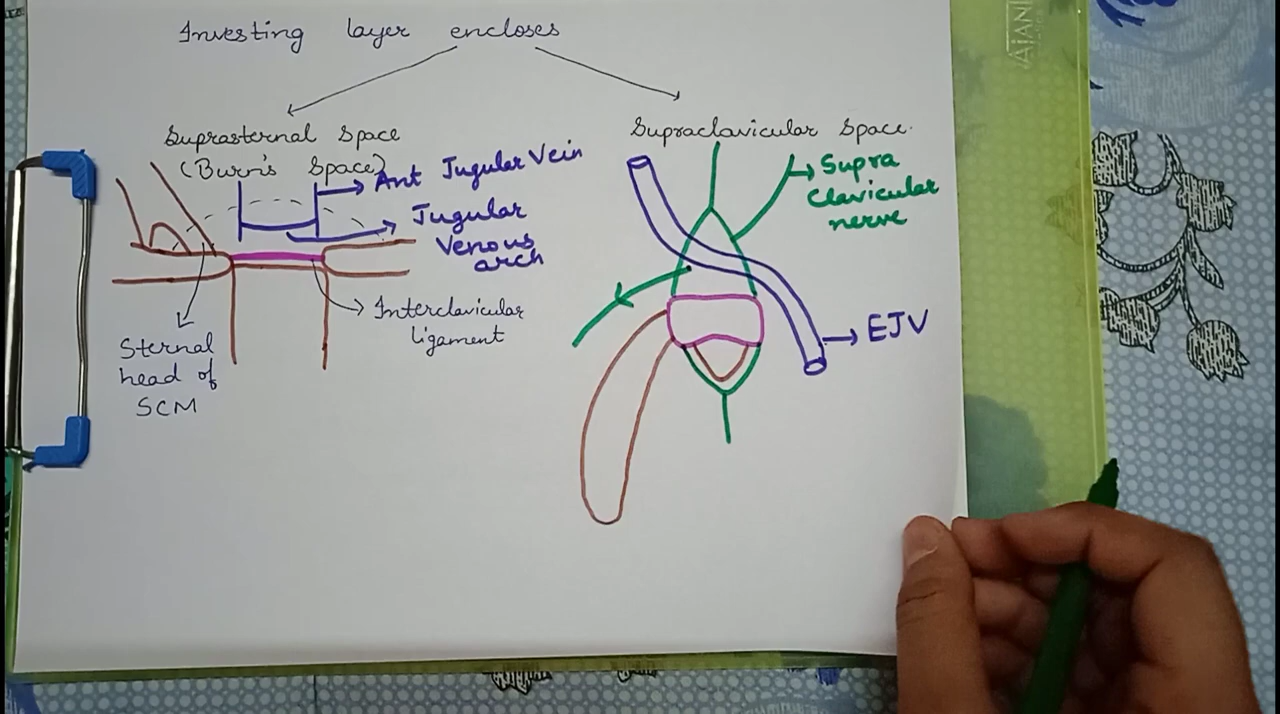 Investing layer encloses
Suprasternal Space
(Burn's Space)
Ant Jugular Vein
Jugular
Venous
arch
Interclavicular
ligament
Sternal
head of
SCM
Supraclavicular Space.
Supra
Clavicular
nerve
EJV